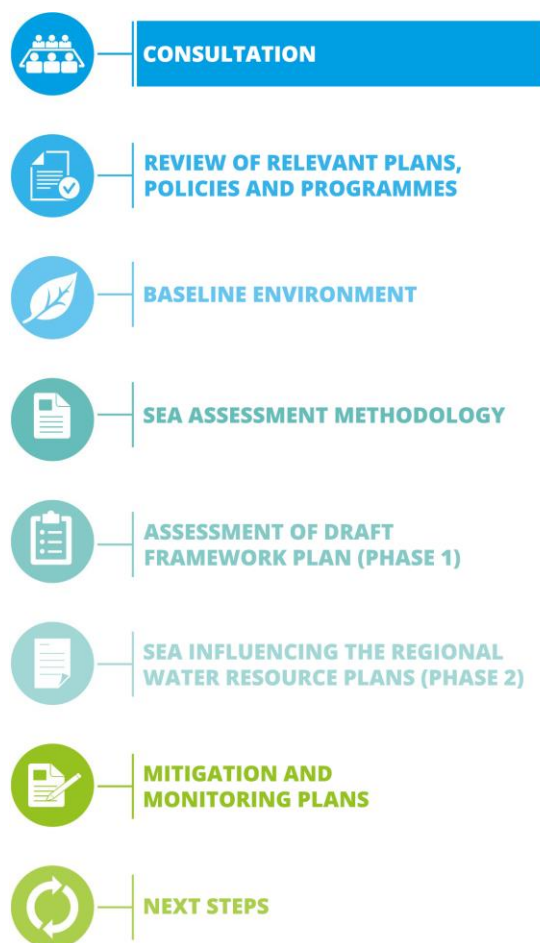 CONSULTATION
REVIEW OF RELEVANT PLANS,
POLICIES AND PROGRAMMES
BASELINE ENVIRONMENT
SEA ASSESSMENT METHODOLOGY
ASSESSMENT OF DRAFT
FRAMEWORK PLAN (PHASE 1)
SEA INFLUENCING THE REGIONAL
WATER RESOURCE PLANS (PHASE 2)
MITIGATION AND
MONITORING PLANS
NEXT STEPS